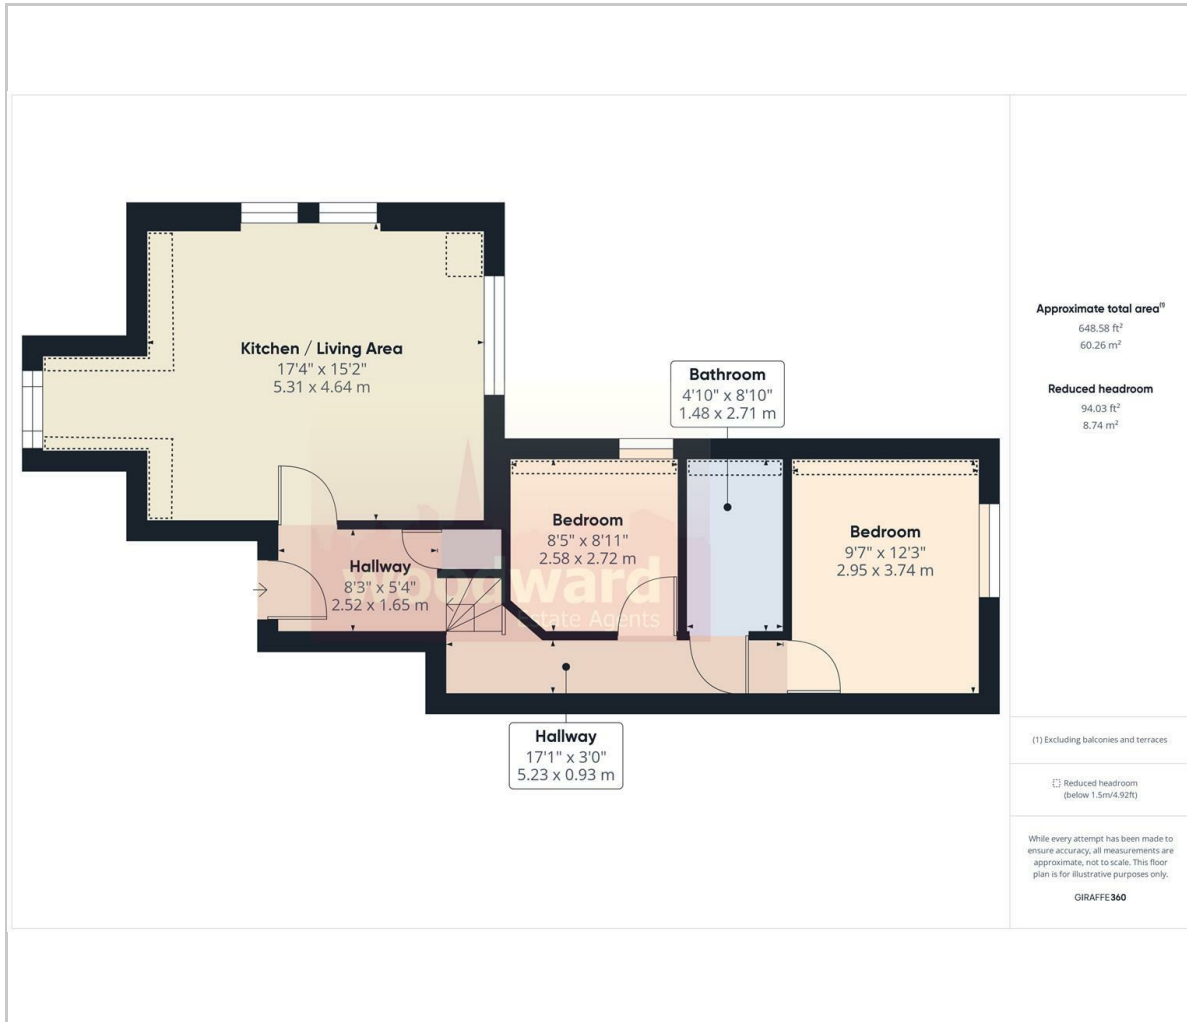 Kitchen / Living Area
17'4" x 15'2"
5.31 x 4.64 m
Bathroom
4'10" x 8'10"
1.48 x 2.71 m
Bedroom
8'5" x 8'11"
2.58 x 2.72 m
Bedroom
9'7" x 12'3"
2.95 x 3.74 m
Hallway
8'3" x 5'4"
2.52 x 1.65 m
woodward
Estate Agents
Hallway
17'1" x 3'0"
5.23 x 0.93 m
Approximate total area(1)
648.58 ft²
60.26 m²
Reduced headroom
94.03 ft²
8.74 m²
(1) Excluding balconies and terraces
Reduced headroom
(below 1.5m/4.92ft)
While every attempt has been made to
ensure accuracy, all measurements are
approximate, not to scale. This floor
plan is for illustrative purposes only.
GIRAFFE360